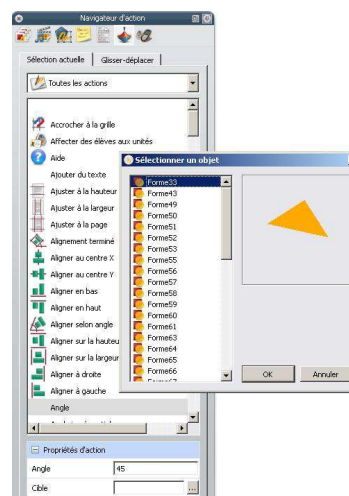 Navigateur d'action
Sélection actuelle
Glisser-déplacer
Toutes les actions
Accrocher à la grille
Affecter des élèves aux unités
Aide
Ajouter du texte
Ajuster à la hauteur
Ajuster à la largeur
Ajuster à la page
Alignement terminé
Aligner au centre X
Aligner au centre Y
Aligner en bas
Aligner en haut
Aligner selon angle
Aligner sur la hauteu
Aligner sur la largeur
Aligner à droite
Aligner à gauche
Angle
Propriétés d'action
Angle
45
Cible
...
Sélectionner un objet
Forme33
Forme43
Forme49
Forme50
Forme51
Forme52
Forme53
Forme55
Forme56
Forme57
Forme58
Forme59
Forme60
Forme61
Forme63
Forme64
Forme65
Forme66
OK
Annuler